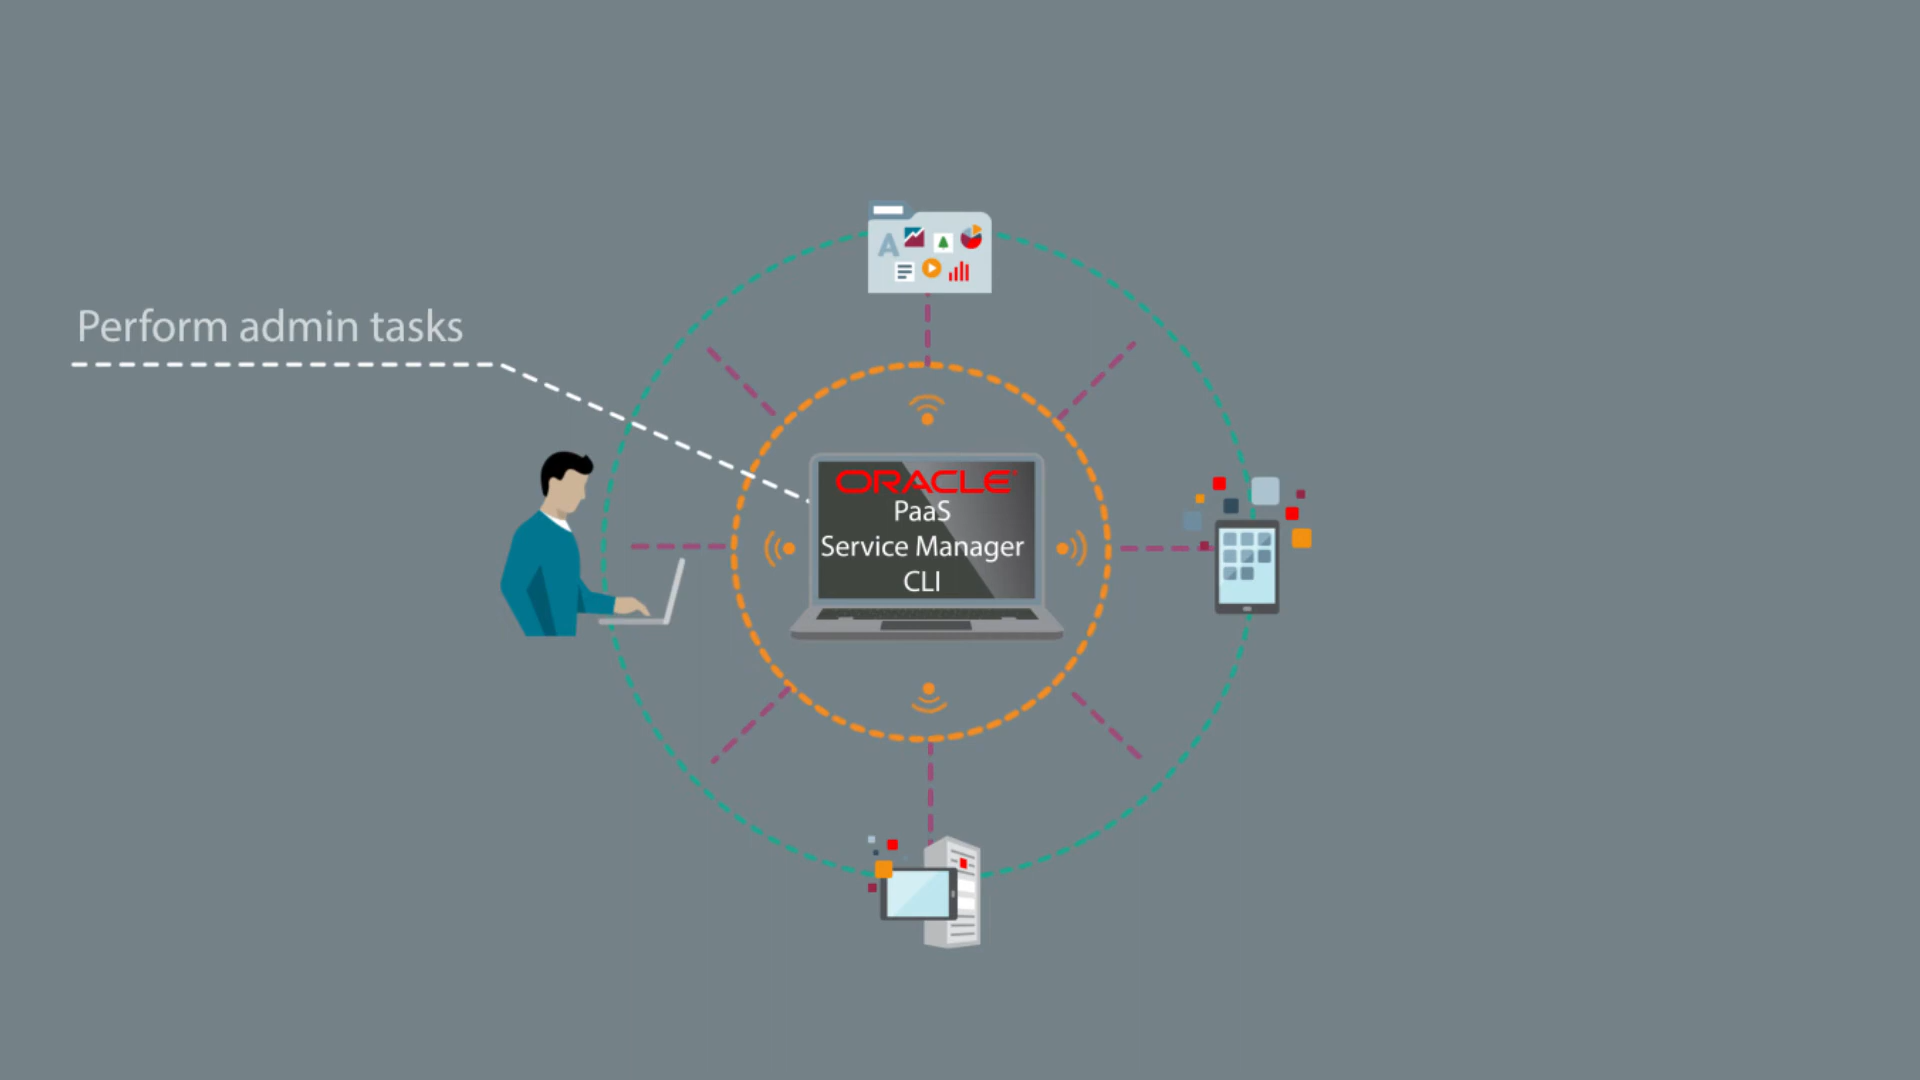 Perform admin tasks
ORACLE
PaaS
Service Manager
CLI
A